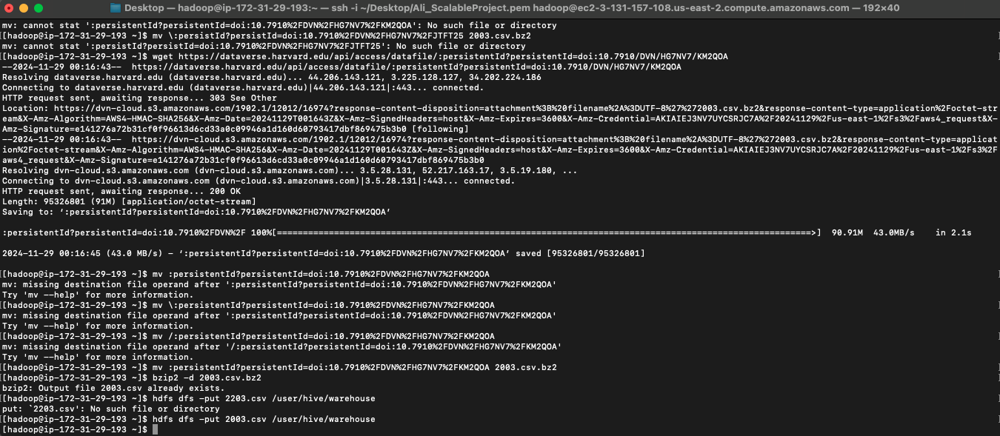 Desktop — hadoop@ip-172-31-29-193:~ — ssh -i ~/Desktop/Ali_ScalableProject.pem hadoop@ec2-3-131-157-108.us-east-2.compute.amazonaws.com — 192×40
mv: cannot stat ':persistentId?persistentId=doi:10.7910%2FDVN%2FHG7NV7%2FKM2QOA': No such file or directory
[[hadoop@ip-172-31-29-193 ~]$ mv \:persistentId?persistentId=doi:10.7910%2FDVN%2FHG7NV7%2FJTFT25 2003.csv.bz2 ]
mv: cannot stat ':persistentId?persistentId=doi:10.7910%2FDVN%2FHG7NV7%2FJTFT25': No such file or directory
[[hadoop@ip-172-31-29-193 ~]$ wget https://dataverse.harvard.edu/api/access/datafile/:persistentId?persistentId=doi:10.7910/DVN/HG7NV7/KM2QOA ]
--2024-11-29 00:16:43--  https://dataverse.harvard.edu/api/access/datafile/:persistentId?persistentId=doi:10.7910/DVN/HG7NV7/KM2QOA
Resolving dataverse.harvard.edu (dataverse.harvard.edu)... 44.206.143.121, 3.225.128.127, 34.202.224.186
Connecting to dataverse.harvard.edu (dataverse.harvard.edu)|44.206.143.121|:443... connected.
HTTP request sent, awaiting response... 303 See Other
Location: https://dvn-cloud.s3.amazonaws.com/1902.1/12012/16974?response-content-disposition=attachment%3B%20filename%2A%3DUTF-8%27%272003.csv.bz2&response-content-type=application%2Foctet-str
eam&X-Amz-Algorithm=AWS4-HMAC-SHA256&X-Amz-Date=20241129T001643Z&X-Amz-SignedHeaders=host&X-Amz-Expires=3600&X-Amz-Credential=AKIAIEJ3NV7UYCSRJC7A%2F20241129%2Fus-east-1%2Fs3%2Faws4_request&X-
Amz-Signature=e141276a72b31cf0f96613d6cd33a0c09946a1d160d60793417dbf869475b3b0 [following]
--2024-11-29 00:16:43--  https://dvn-cloud.s3.amazonaws.com/1902.1/12012/16974?response-content-disposition=attachment%3B%20filename%2A%3DUTF-8%27%272003.csv.bz2&response-content-type=applicat
ion%2Foctet-stream&X-Amz-Algorithm=AWS4-HMAC-SHA256&X-Amz-Date=20241129T001643Z&X-Amz-SignedHeaders=host&X-Amz-Expires=3600&X-Amz-Credential=AKIAIEJ3NV7UYCSRJC7A%2F20241129%2Fus-east-1%2Fs3%2F
aws4_request&X-Amz-Signature=e141276a72b31cf0f96613d6cd33a0c09946a1d160d60793417dbf869475b3b0
Resolving dvn-cloud.s3.amazonaws.com (dvn-cloud.s3.amazonaws.com)... 3.5.28.131, 52.217.163.17, 3.5.19.180, ...
Connecting to dvn-cloud.s3.amazonaws.com (dvn-cloud.s3.amazonaws.com)|3.5.28.131|:443... connected.
HTTP request sent, awaiting response... 200 OK
Length: 95326801 (91M) [application/octet-stream]
Saving to: ‘:persistentId?persistentId=doi:10.7910%2FDVN%2FHG7NV7%2FKM2QOA’
:persistentId?persistentId=doi:10.7910%2FDVN%2F 100%[=======================================================================================================>]  90.91M  43.0MB/s    in 2.1s
2024-11-29 00:16:45 (43.0 MB/s) - ‘:persistentId?persistentId=doi:10.7910%2FDVN%2FHG7NV7%2FKM2QOA’ saved [95326801/95326801]
[[hadoop@ip-172-31-29-193 ~]$ mv :persistentId?persistentId=doi:10.7910%2FDVN%2FHG7NV7%2FKM2QOA ]
mv: missing destination file operand after ':persistentId?persistentId=doi:10.7910%2FDVN%2FHG7NV7%2FKM2QOA'
Try 'mv --help' for more information.
[[hadoop@ip-172-31-29-193 ~]$ mv \:persistentId?persistentId=doi:10.7910%2FDVN%2FHG7NV7%2FKM2QOA ]
mv: missing destination file operand after ':persistentId?persistentId=doi:10.7910%2FDVN%2FHG7NV7%2FKM2QOA'
Try 'mv --help' for more information.
[[hadoop@ip-172-31-29-193 ~]$ mv /:persistentId?persistentId=doi:10.7910%2FDVN%2FHG7NV7%2FKM2QOA ]
mv: missing destination file operand after '/:persistentId?persistentId=doi:10.7910%2FDVN%2FHG7NV7%2FKM2QOA'
Try 'mv --help' for more information.
[[hadoop@ip-172-31-29-193 ~]$ mv :persistentId?persistentId=doi:10.7910%2FDVN%2FHG7NV7%2FKM2QOA 2003.csv.bz2 ]
[[hadoop@ip-172-31-29-193 ~]$ bzip2 -d 2003.csv.bz2 ]
bzip2: Output file 2003.csv already exists.
[[hadoop@ip-172-31-29-193 ~]$ hdfs dfs -put 2203.csv /user/hive/warehouse ]
put: `2203.csv': No such file or directory
[[hadoop@ip-172-31-29-193 ~]$ hdfs dfs -put 2003.csv /user/hive/warehouse ]
[hadoop@ip-172-31-29-193 ~]$